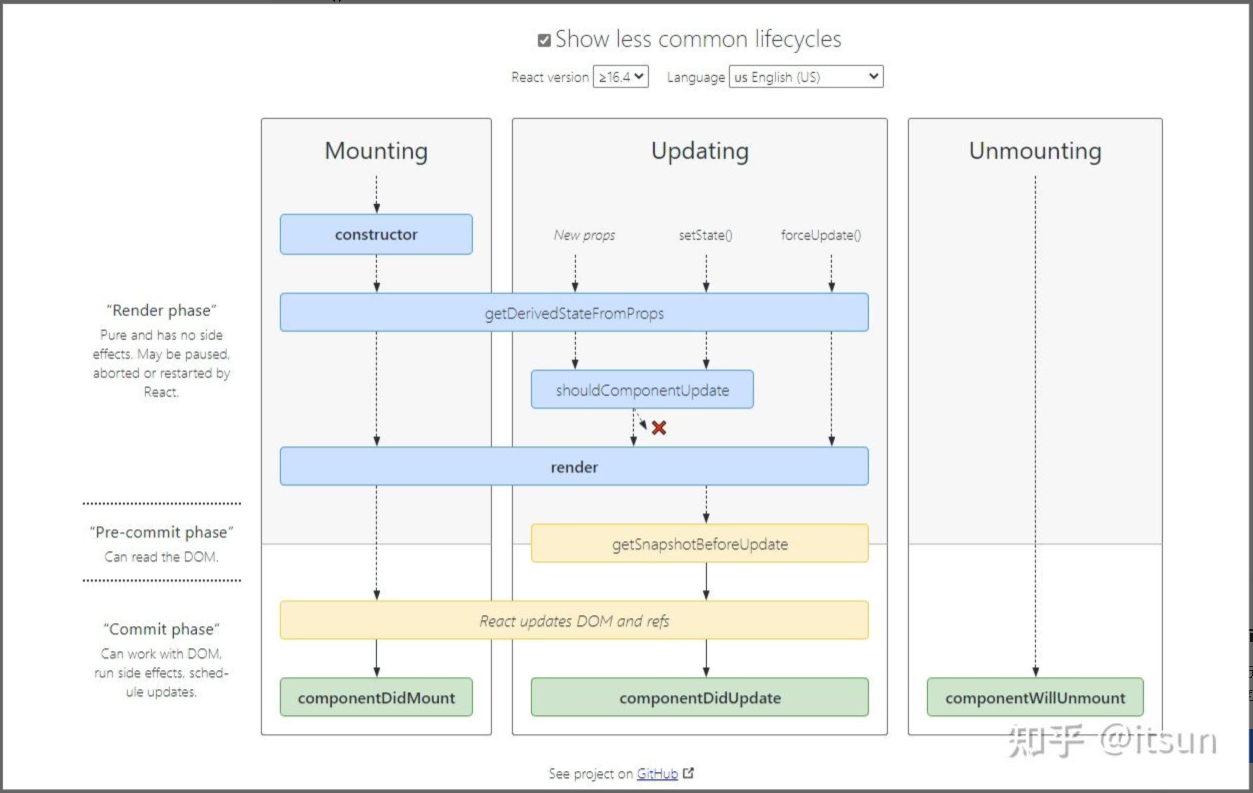 Show less common lifecycles
React version ≥16.4 Language us English (US)
Mounting
Updating
Unmounting
constructor
New props
setState()
forceUpdate()
"Render phase"
Pure and has no side
effects. May be paused,
aborted or restarted by
React.
getDerivedStateFromProps
shouldComponentUpdate
render
"Pre-commit phase"
Can read the DOM.
getSnapshotBeforeUpdate
"Commit phase"
Can work with DOM,
run side effects, sched-
ule updates.
React updates DOM and refs
componentDidMount
componentDidUpdate
componentWillUnmount
知乎 @itsun
See project on GitHub